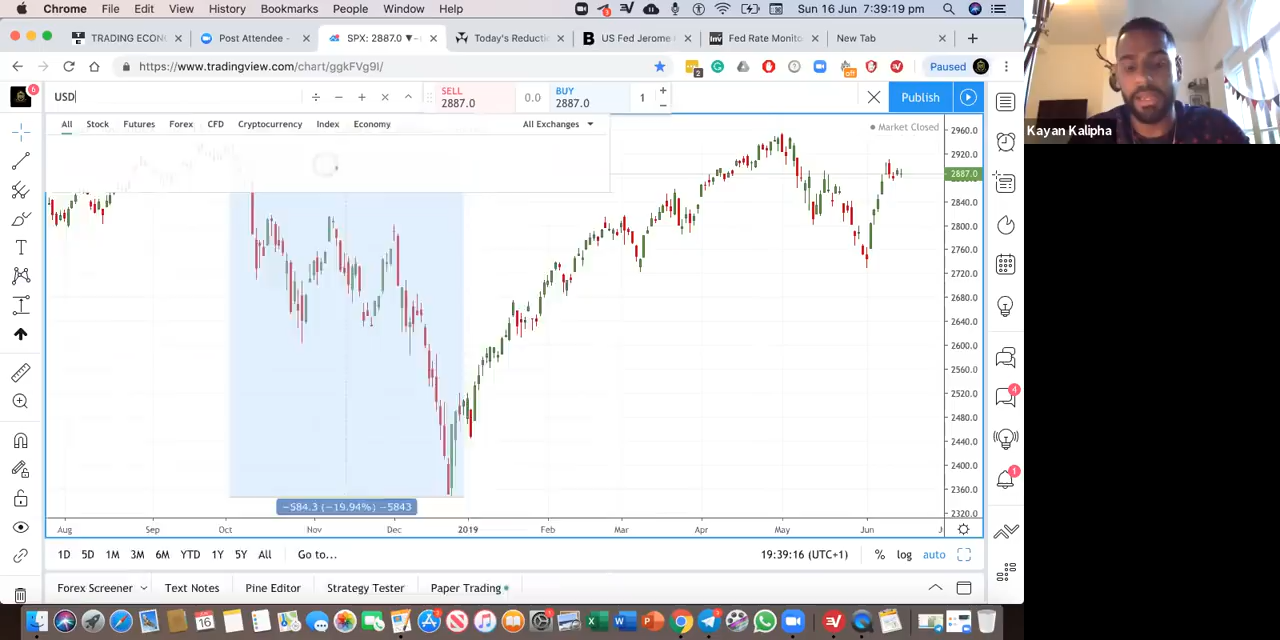 Chrome File Edit View History Bookmarks People Window Help Sun 16 Jun 7:39:19 pm
TRADING ECON Post Attendee - SPX: 2887.0 ▼ Today's Reducti US Fed Jerome Fed Rate Monito New Tab
https://www.tradingview.com/chart/ggkFVg9I/ Paused
6 USD SELL 2887.0 0.0 BUY 2887.0 1 Publish
All Stock Futures Forex CFD Cryptocurrency Index Economy All Exchanges
Market Closed
Kayan Kalipha
2960.0
2920.0
2887.0
2840.0
2800.0
2760.0
2720.0
2680.0
2640.0
2600.0
2560.0
2520.0
2480.0
2440.0
2400.0
2360.0
2320.0
−584.3 (−19.94%) −5843
Aug Sep Oct Nov Dec 2019 Feb Mar Apr May Jun
1D 5D 1M 3M 6M YTD 1Y 5Y All Go to... 19:39:16 (UTC+1) % log auto
Forex Screener Text Notes Pine Editor Strategy Tester Paper Trading